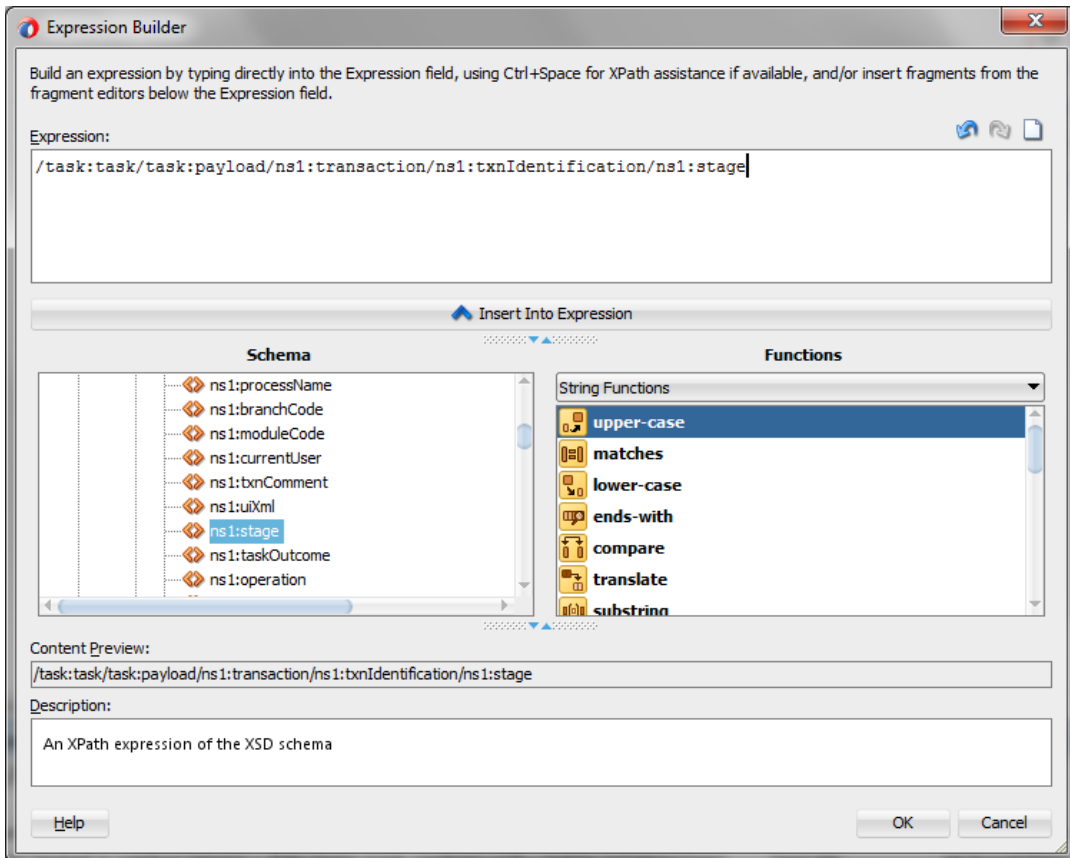 Expression Builder
Build an expression by typing directly into the Expression field, using Ctrl+Space for XPath assistance if available, and/or insert fragments from the
fragment editors below the Expression field.
Expression:
/task:task/task:payload/ns1:transaction/ns1:txnIdentification/ns1:stage
Insert Into Expression
Schema
ns1:processName
ns1:branchCode
ns1:moduleCode
ns1:currentUser
ns1:txnComment
ns1:uiXml
ns1:stage
ns1:taskOutcome
ns1:operation
Functions
String Functions
upper-case
matches
lower-case
ends-with
compare
translate
substring
Content Preview:
/task:task/task:payload/ns1:transaction/ns1:txnIdentification/ns1:stage
Description:
An XPath expression of the XSD schema
Help
OK
Cancel